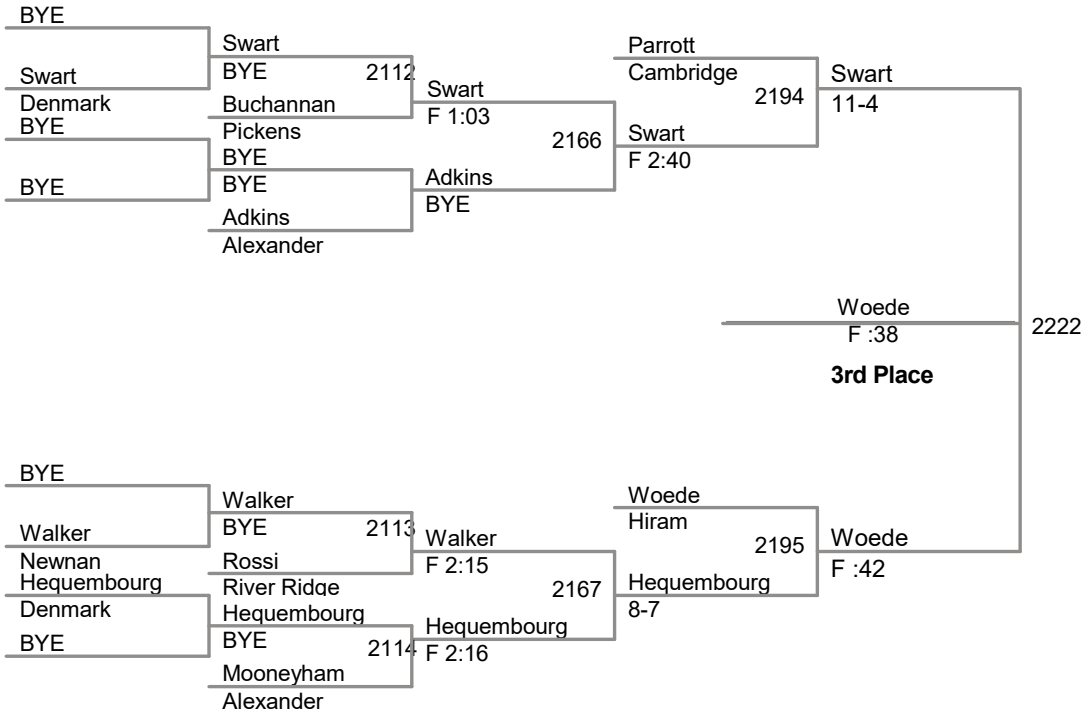 BYE
Swart
Denmark
BYE
BYE
Swart
BYE
2112
Buchannan
Pickens
BYE
BYE
Adkins
Alexander
Swart
F 1:03
2166
Adkins
BYE
Parrott
Cambridge
2194
Swart
F 2:40
Swart
11-4
Woede
F :38
3rd Place
2222
BYE
Walker
Newnan
Hequembourg
Denmark
BYE
Walker
BYE
2113
Rossi
River Ridge
Hequembourg
BYE
2114
Mooneyham
Alexander
Walker
F 2:15
2167
Hequembourg
F 2:16
Woede
Hiram
2195
Hequembourg
8-7
Woede
F :42